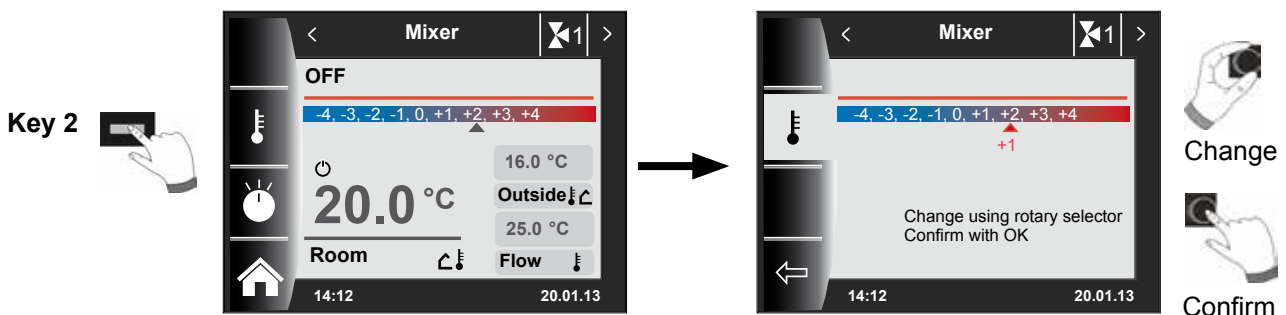 Key 2
< Mixer 1 >
OFF
-4, -3, -2, -1, 0, +1, +2, +3, +4
16.0 °C
20.0 °C
Outside
25.0 °C
Room
Flow
14:12 20.01.13
< Mixer 1 >
-4, -3, -2, -1, 0, +1, +2, +3, +4
+1
Change using rotary selector
Confirm with OK
14:12 20.01.13
Change
Confirm